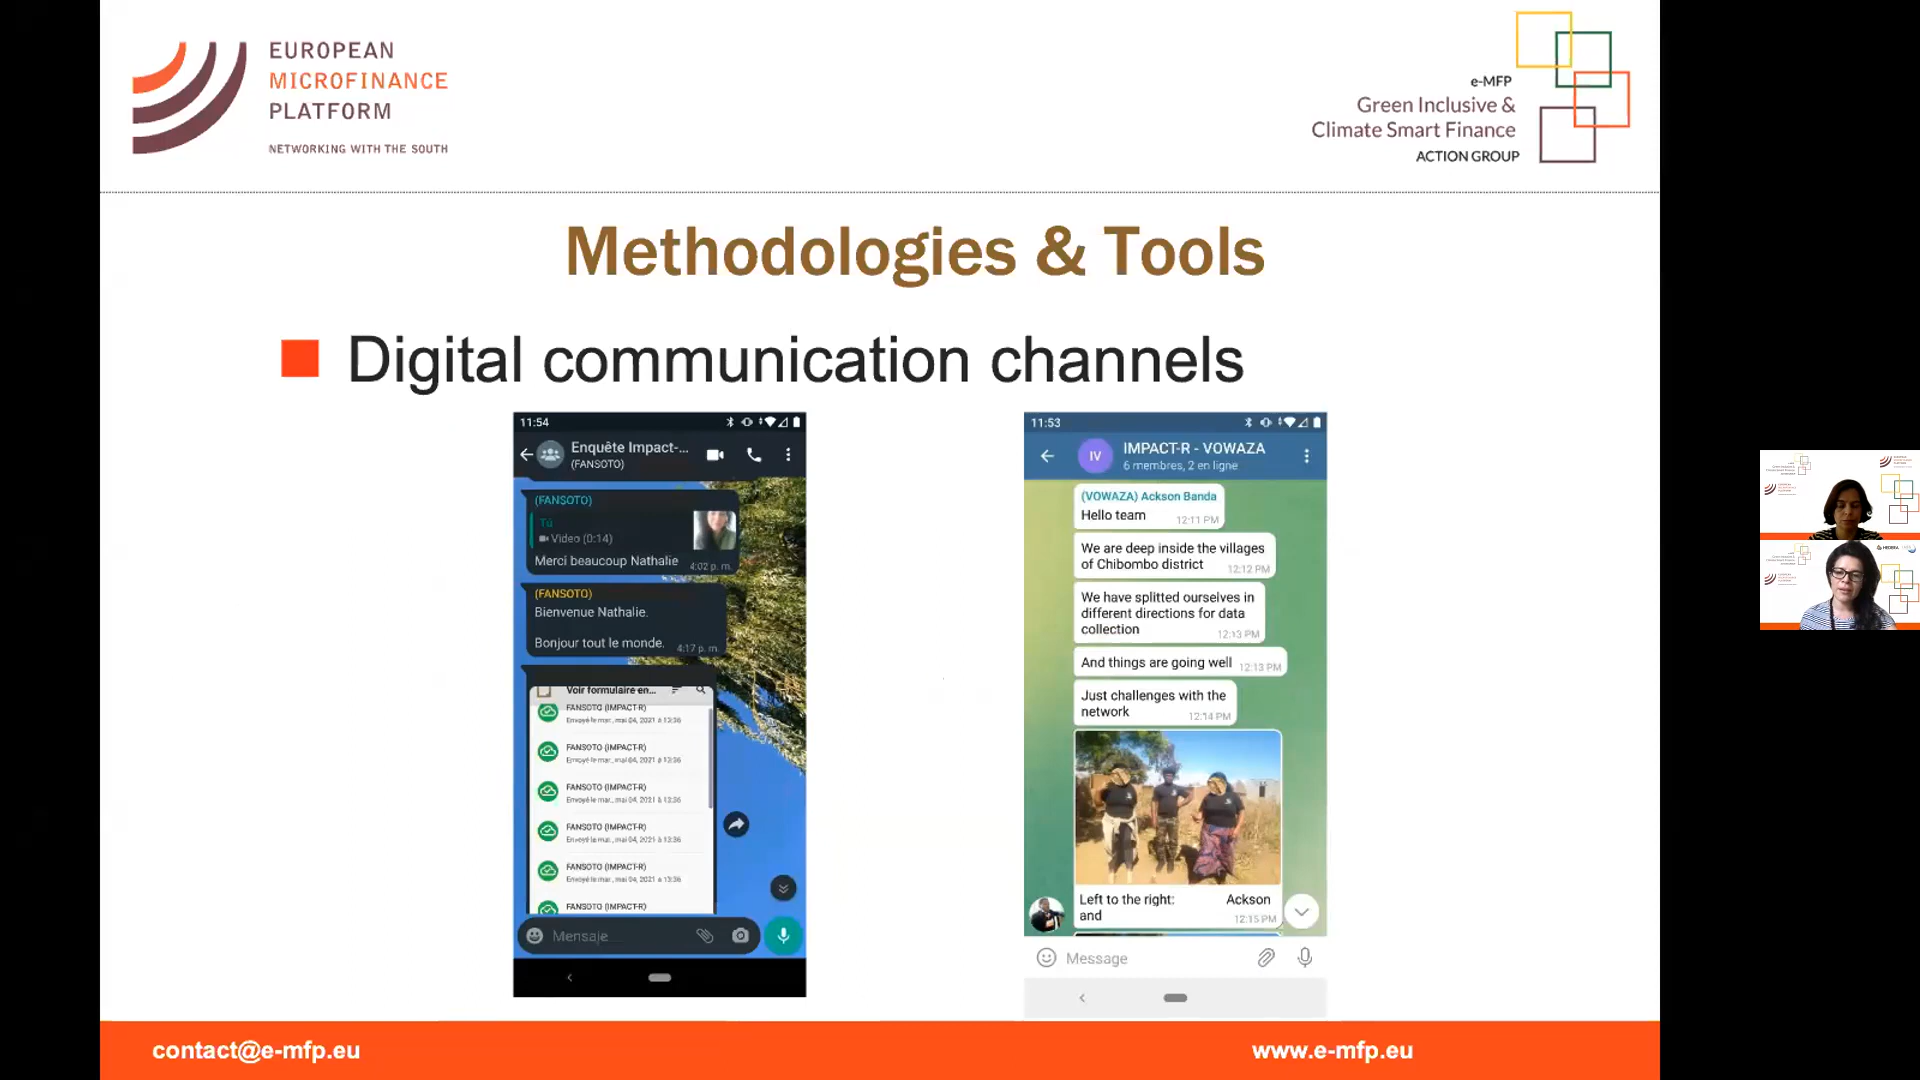 EUROPEAN
MICROFINANCE
PLATFORM
NETWORKING WITH THE SOUTH
e-MFP
Green Inclusive &
Climate Smart Finance
ACTION GROUP
Methodologies & Tools
Digital communication channels
11:54
Enquête Impact-...
(FANSOTO)
(FANSOTO)
Tú
Video (0:14)
Merci beaucoup Nathalie 4:02 p. m.
(FANSOTO)
Bienvenue Nathalie.
Bonjour tout le monde. 4:17 p. m.
Voir formulaire en...
FANSOTO (IMPACT-R)
Envoyé le mar., mai 04, 2021 à 13:36
FANSOTO (IMPACT-R)
Envoyé le mar., mai 04, 2021 à 13:36
FANSOTO (IMPACT-R)
Envoyé le mar., mai 04, 2021 à 13:36
FANSOTO (IMPACT-R)
Envoyé le mar., mai 04, 2021 à 13:36
FANSOTO (IMPACT-R)
Envoyé le mar., mai 04, 2021 à 13:36
FANSOTO (IMPACT-R)
Mensaje
11:53
IV
IMPACT-R - VOWAZA
6 membres, 2 en ligne
(VOWAZA) Ackson Banda
Hello team 12:11 PM
We are deep inside the villages
of Chibombo district 12:12 PM
We have splitted ourselves in
different directions for data
collection 12:13 PM
And things are going well 12:13 PM
Just challenges with the
network 12:14 PM
Left to the right: Ackson
and 12:15 PM
Message
contact@e-mfp.eu
www.e-mfp.eu